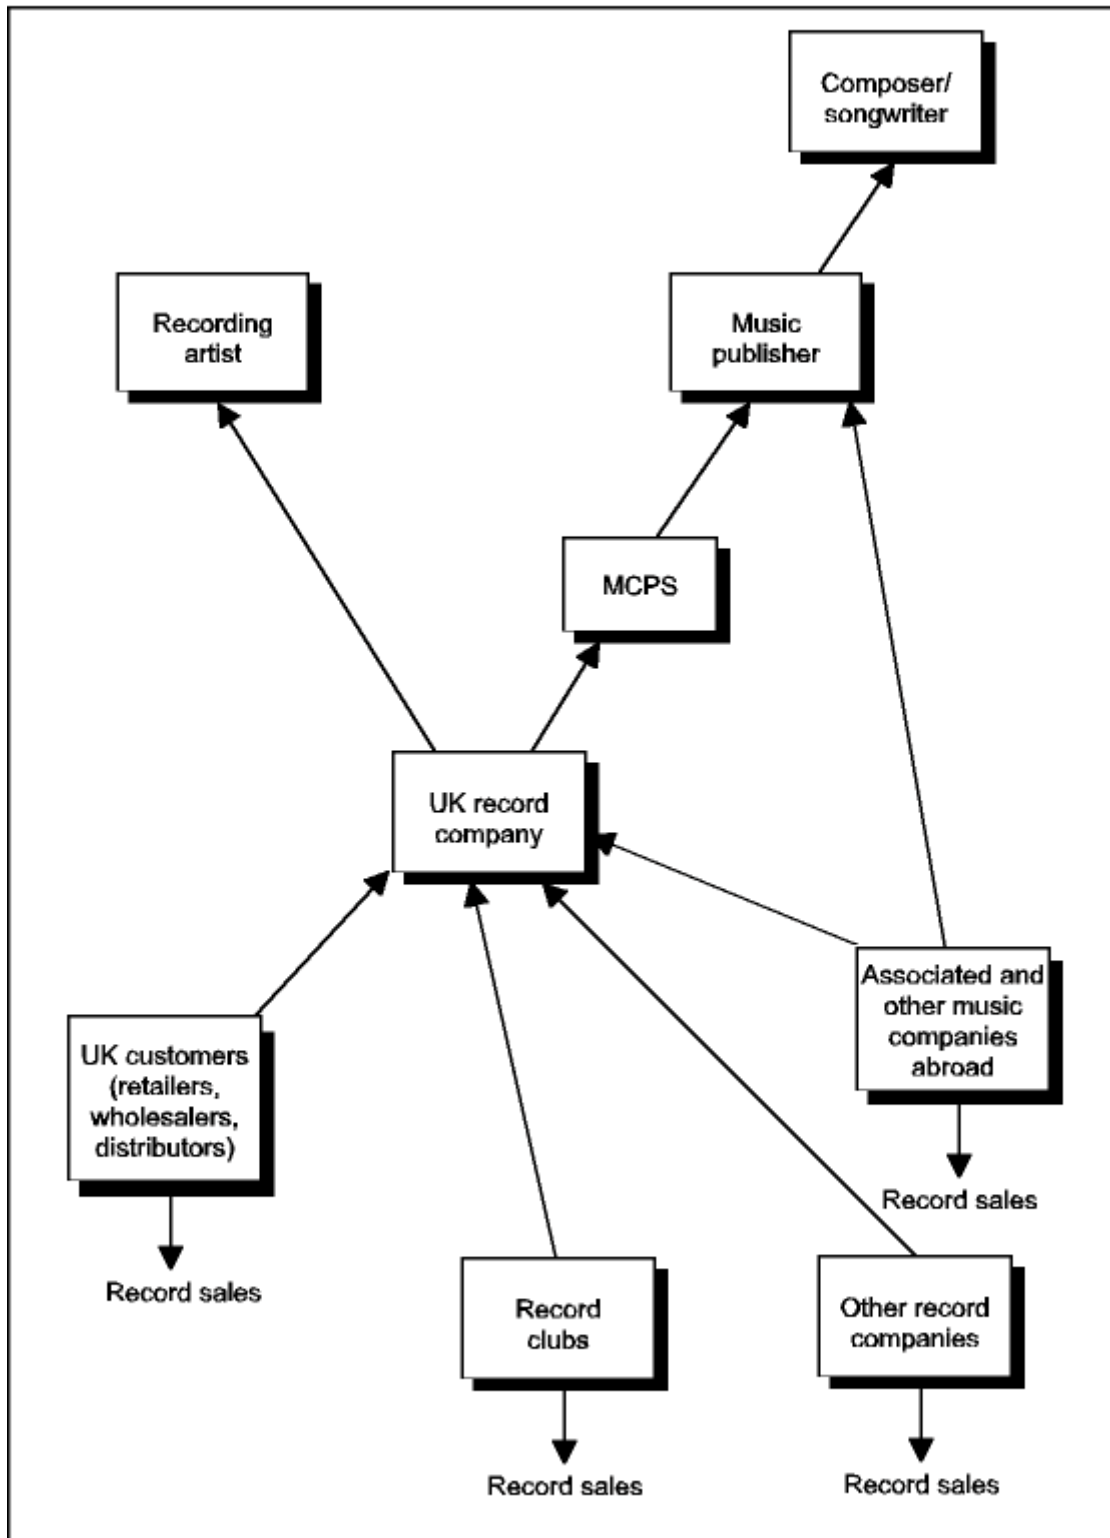 Composer/
songwriter
Recording
artist
Music
publisher
MCPS
UK record
company
Associated and
other music
companies
abroad
UK customers
(retailers,
wholesalers,
distributors)
Record sales
Record sales
Record
clubs
Other record
companies
Record sales
Record sales